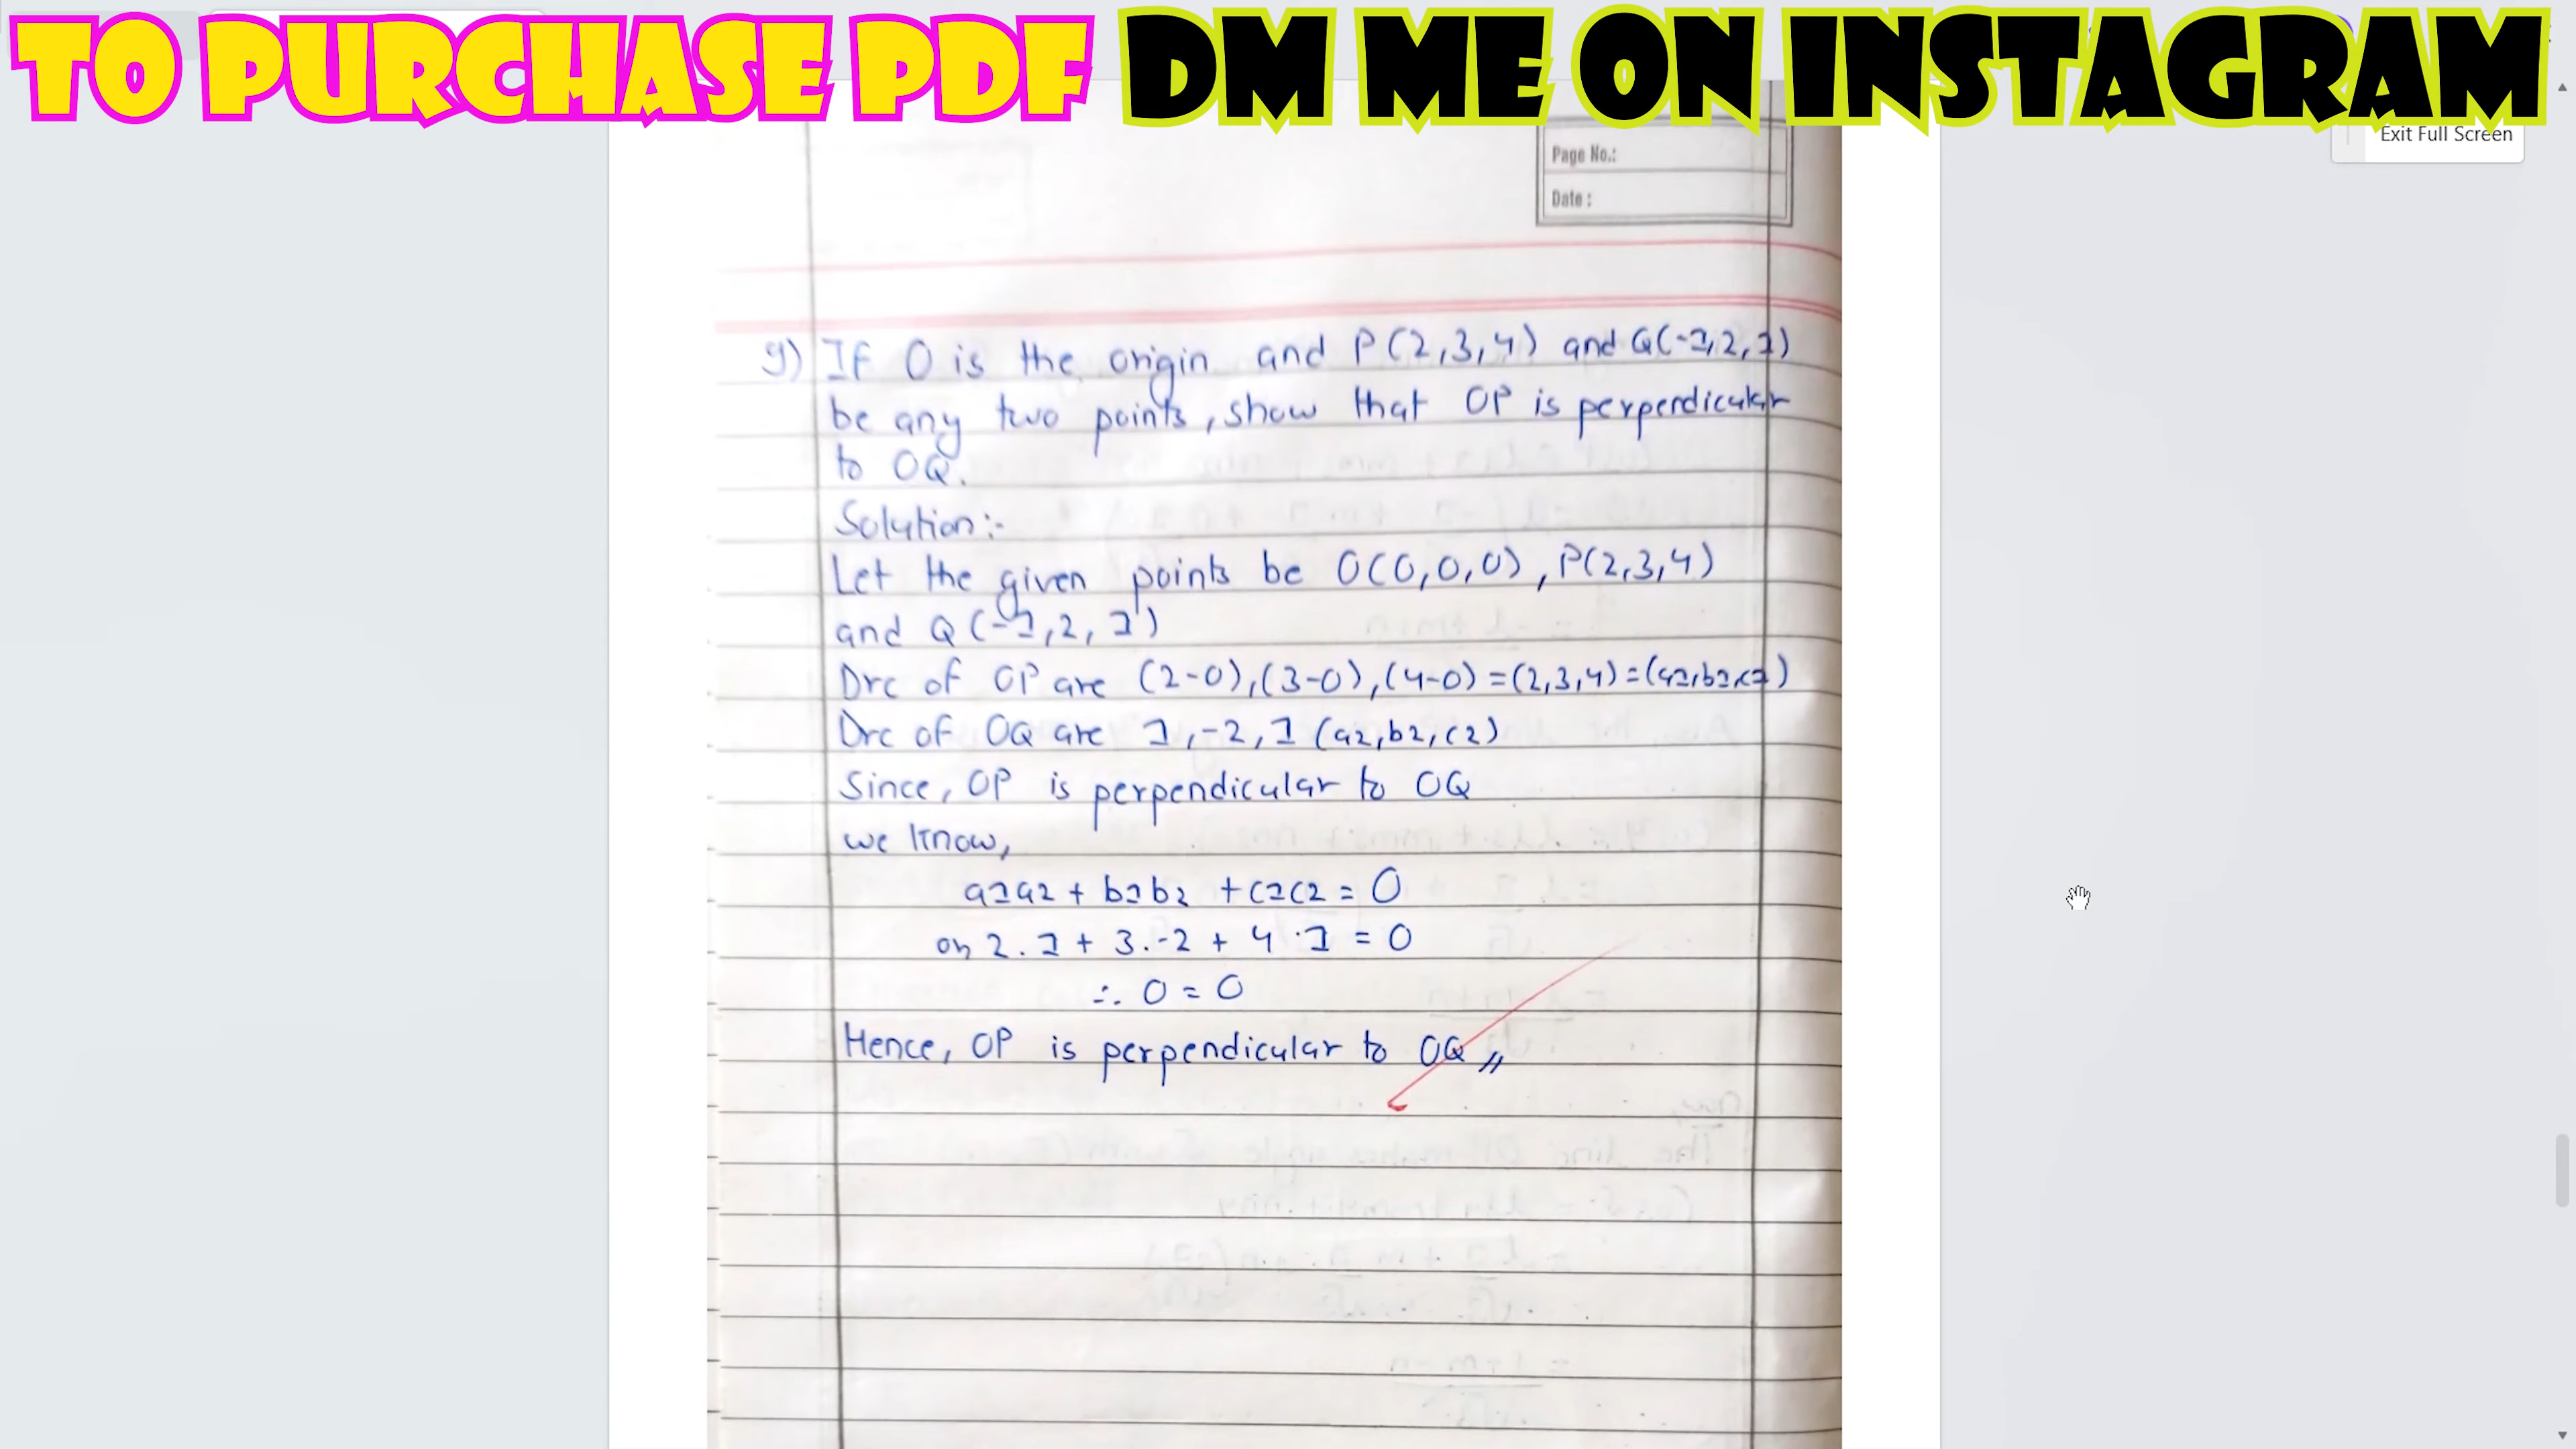 TO PURCHASE PDF DM ME ON INSTAGRAM
Exit Full Screen
Page No.:
Date :
g) If O is the origin and P(2,3,4) and Q(-1,2,1)
be any two points, show that OP is perpendicular
to OQ.
Solution:-
Let the given points be O(0,0,0), P(2,3,4)
and Q(-1,2,1)
Drc of OP are (2-0),(3-0),(4-0)=(2,3,4)=(a1,b1,c1)
Drc of OQ are 1,-2,1 (a2,b2,c2)
Since, OP is perpendicular to OQ
we know,
a1a2 + b1b2 + c1c2 = 0
or, 2.1 + 3.-2 + 4.1 = 0
∴ 0 = 0
Hence, OP is perpendicular to OQ //